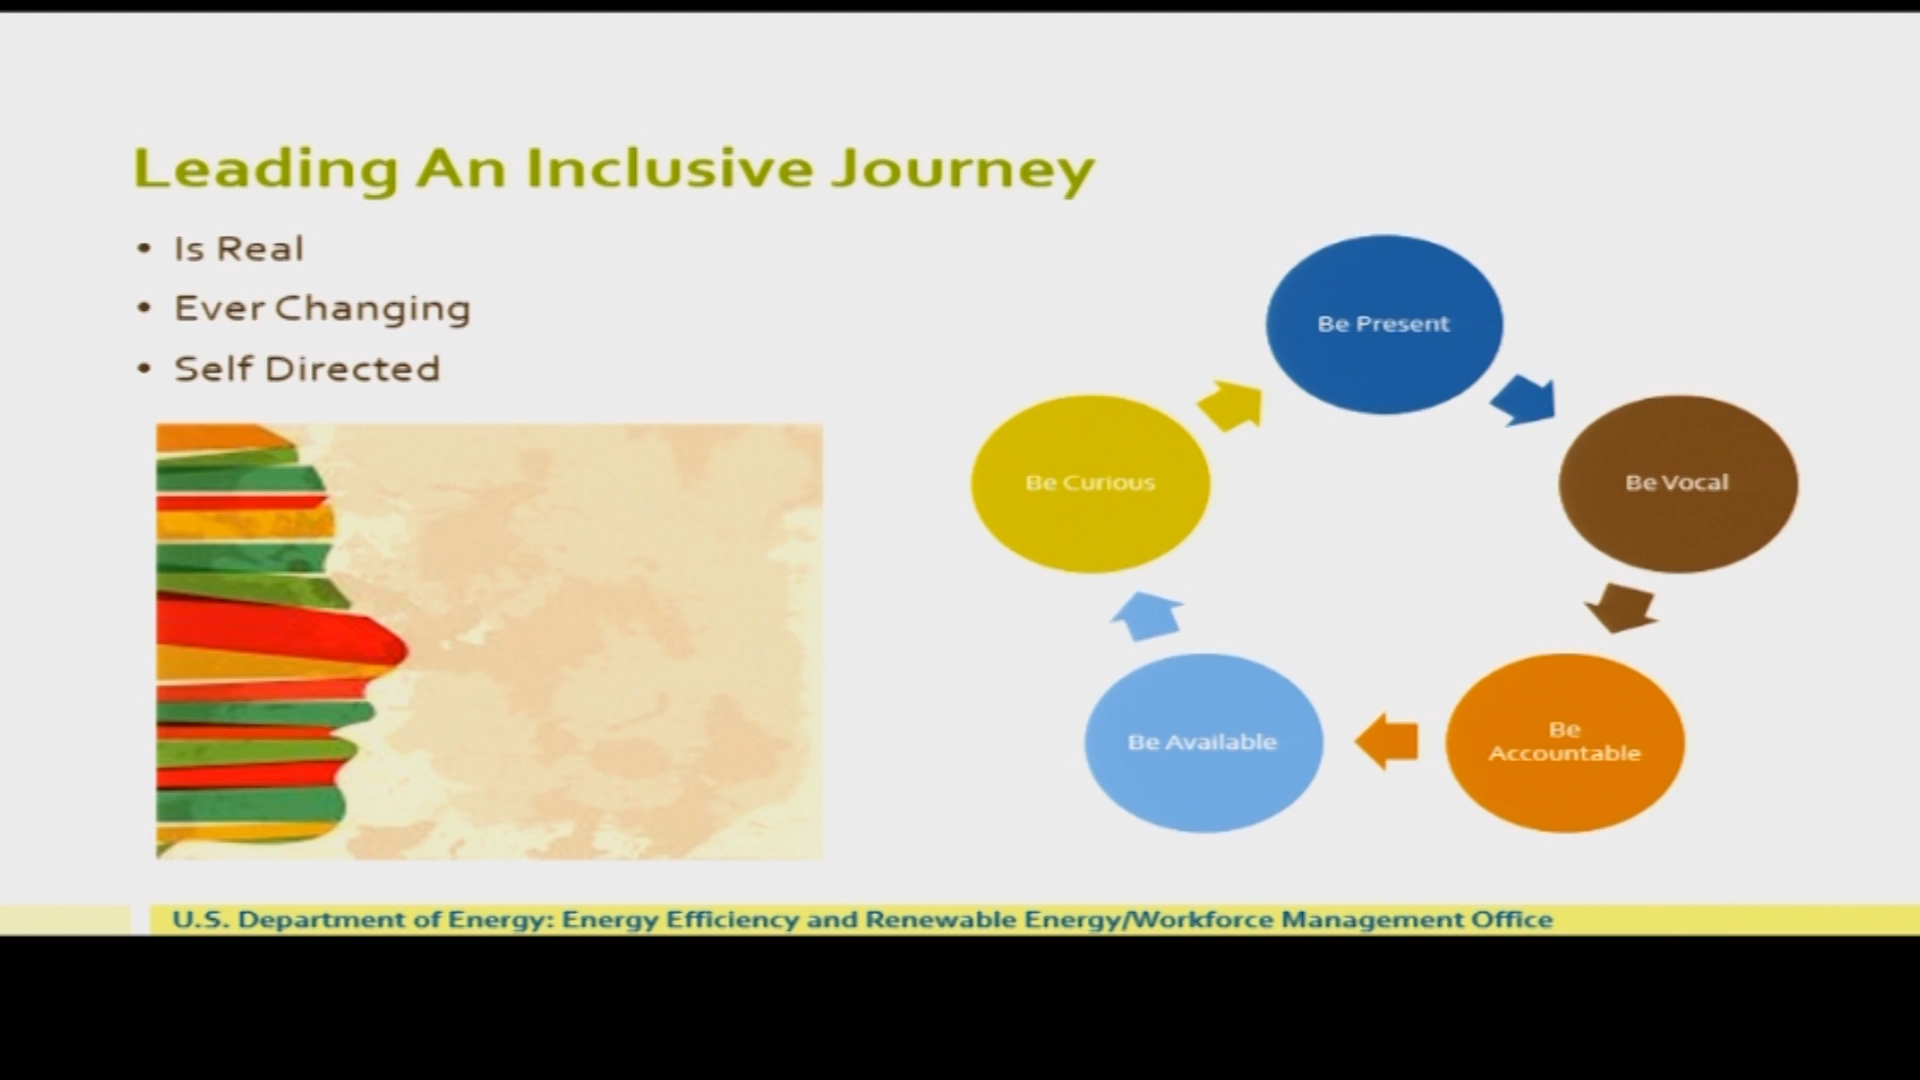 Leading An Inclusive Journey
• Is Real
• Ever Changing
• Self Directed
Be Present
Be Vocal
Be
Accountable
Be Available
Be Curious
U.S. Department of Energy: Energy Efficiency and Renewable Energy/Workforce Management Office